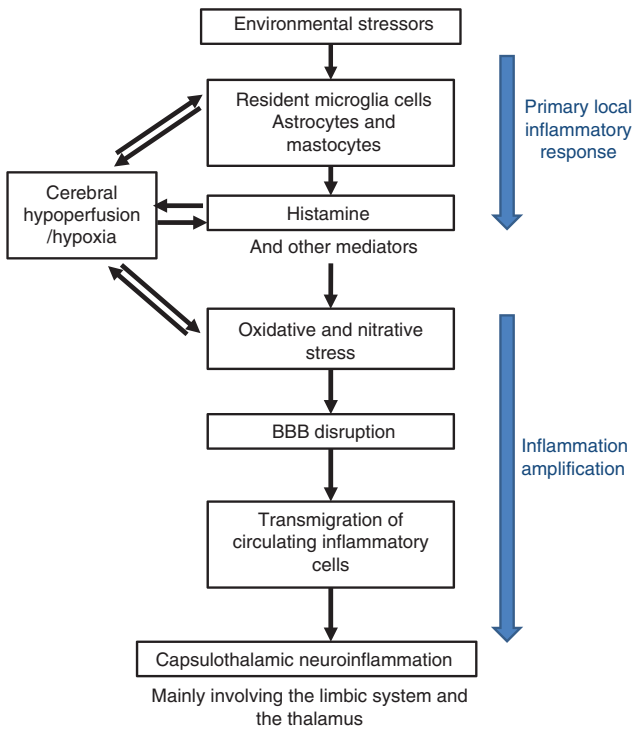 Environmental stressors
Resident microglia cells
Astrocytes and
mastocytes
Primary local
inflammatory
response
Cerebral
hypoperfusion
/hypoxia
Histamine
And other mediators
Oxidative and nitrative
stress
BBB disruption
Inflammation
amplification
Transmigration of
circulating inflammatory
cells
Capsulothalamic neuroinflammation
Mainly involving the limbic system and
the thalamus